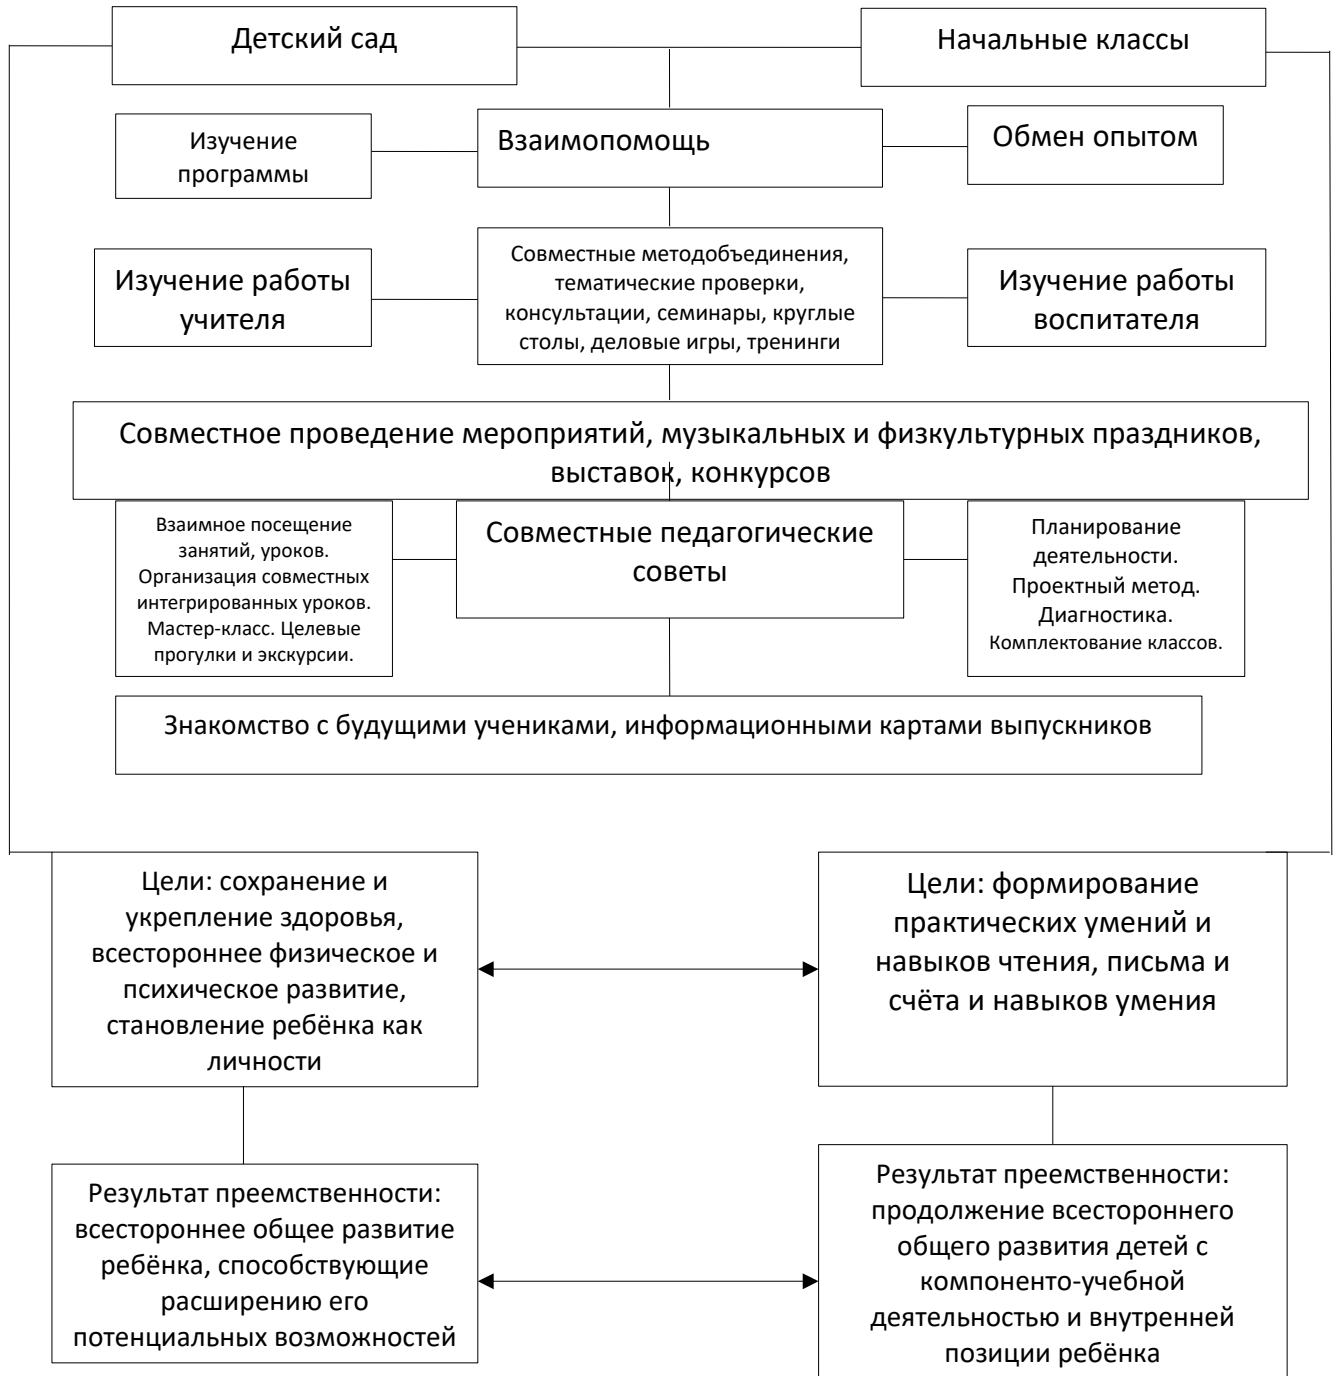 Детский сад
Начальные классы
Изучение
программы
Взаимопомощь
Обмен опытом
Изучение работы
учителя
Совместные методобъединения,
тематические проверки,
консультации, семинары, круглые
столы, деловые игры, тренинги
Изучение работы
воспитателя
Совместное проведение мероприятий, музыкальных и физкультурных праздников,
выставок, конкурсов
Взаимное посещение
занятий, уроков.
Организация совместных
интегрированных уроков.
Мастер-класс. Целевые
прогулки и экскурсии.
Совместные педагогические
советы
Планирование
деятельности.
Проектный метод.
Диагностика.
Комплектование классов.
Знакомство с будущими учениками, информационными картами выпускников
Цели: сохранение и
укрепление здоровья,
всестороннее физическое и
психическое развитие,
становление ребёнка как
личности
Цели: формирование
практических умений и
навыков чтения, письма и
счёта и навыков умения
Результат преемственности:
всестороннее общее развитие
ребёнка, способствующие
расширению его
потенциальных возможностей
Результат преемственности:
продолжение всестороннего
общего развития детей с
компоненто-учебной
деятельностью и внутренней
позиции ребёнка